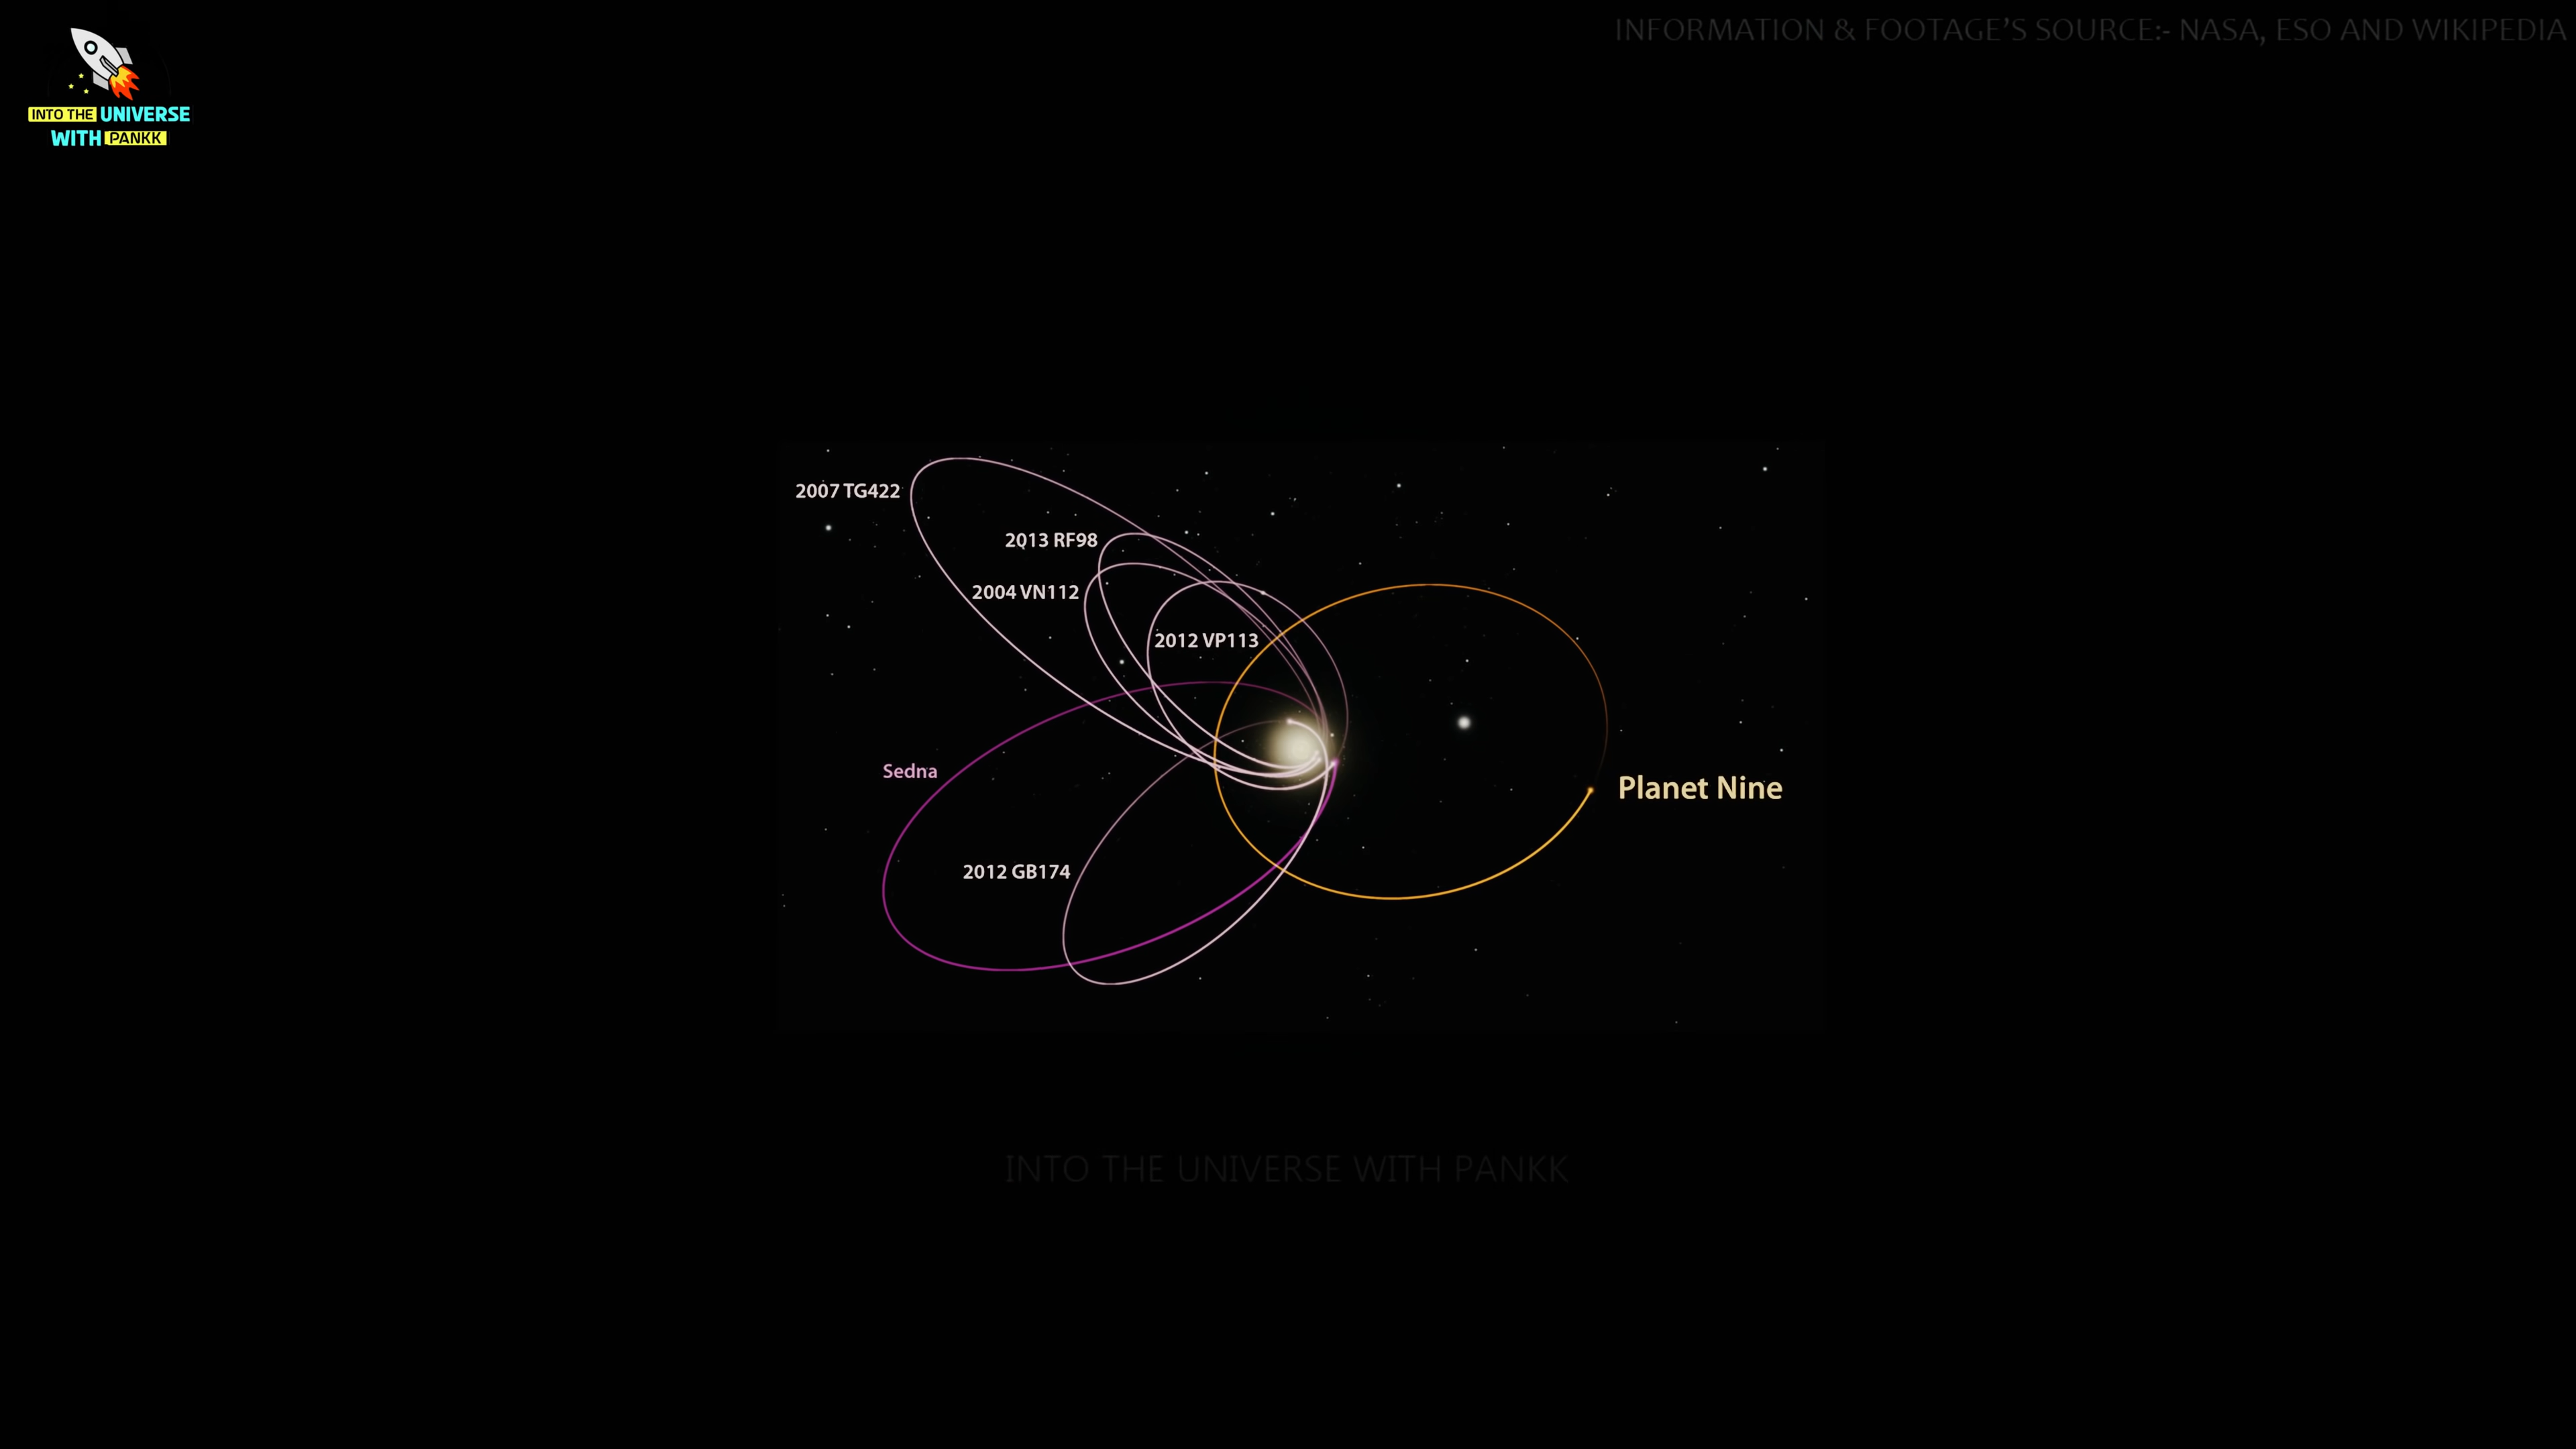 INFORMATION & FOOTAGE'S SOURCE:- NASA, ESO AND WIKIPEDIA
INTO THE UNIVERSE
WITH PANKK
2007 TG422
2013 RF98
2004 VN112
2012 VP113
Sedna
Planet Nine
2012 GB174
INTO THE UNIVERSE WITH PANKK